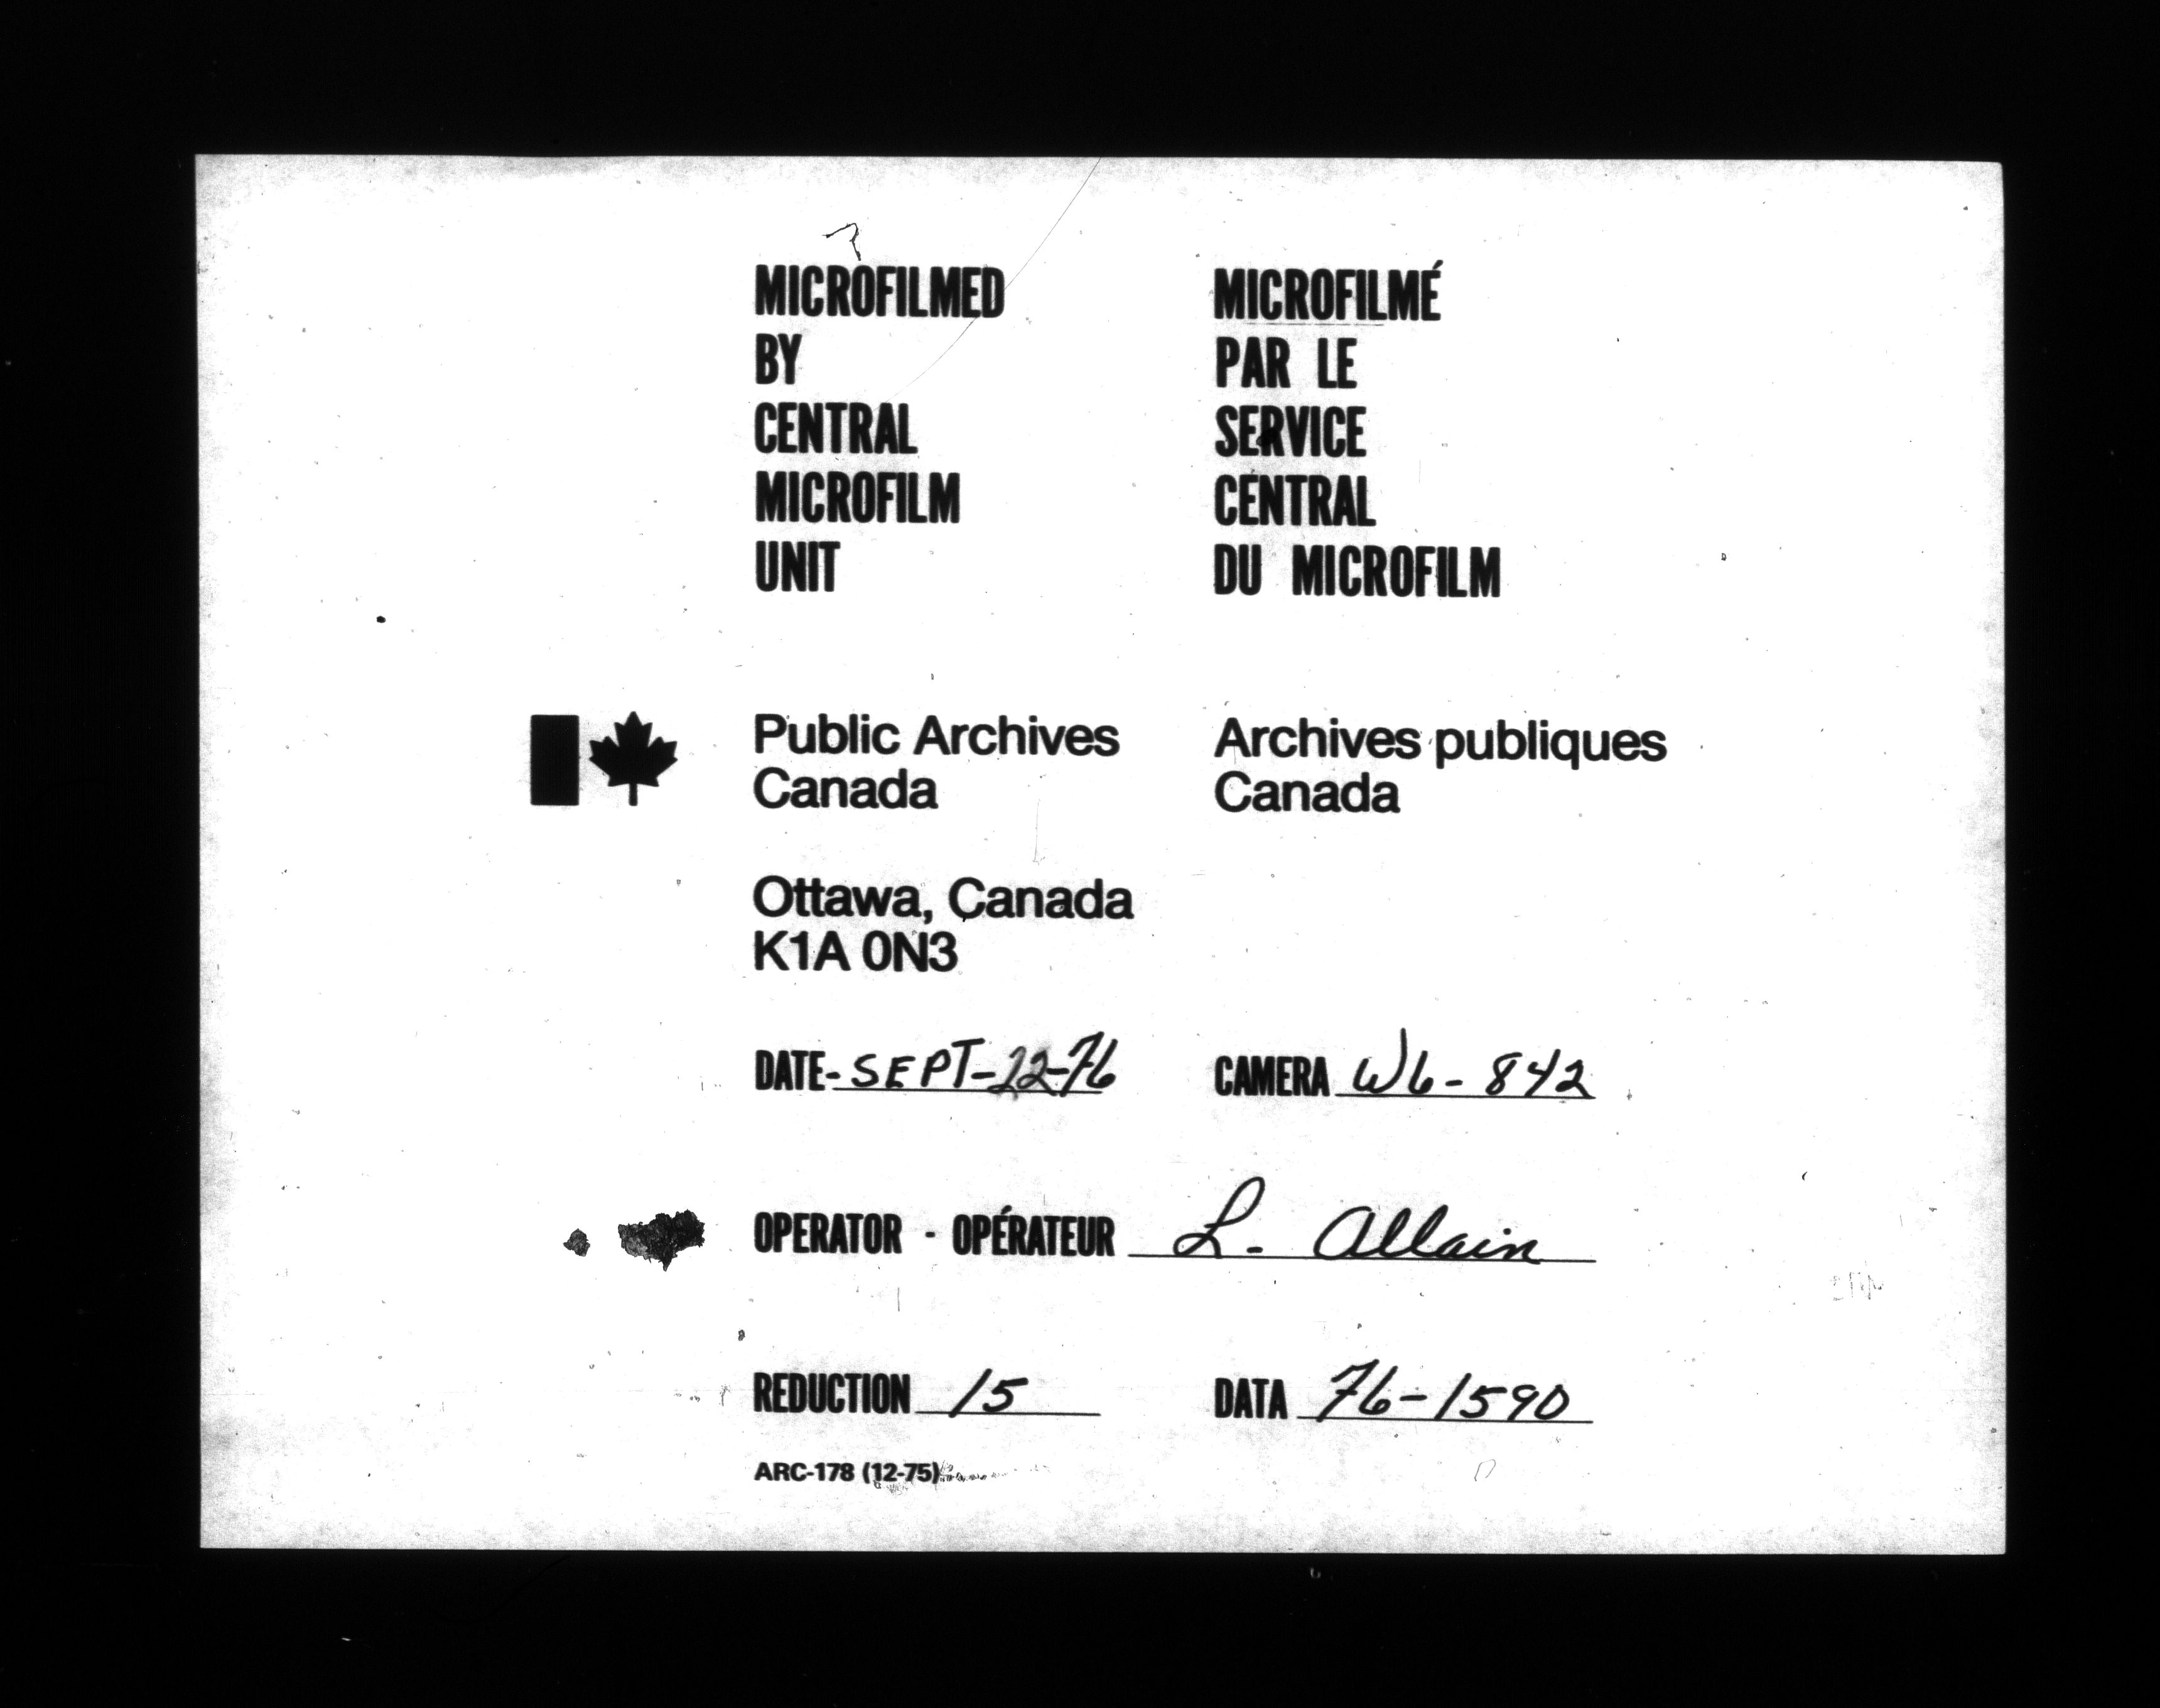 MICROFILMED
BY
CENTRAL
MICROFILM
UNIT
MICROFILMÉ
PAR LE
SERVICE
CENTRAL
DU MICROFILM
Public Archives
Canada
Archives publiques
Canada
Ottawa, Canada
K1A 0N3
DATE- SEPT-22-76
CAMERA W6-842
OPERATOR - OPÉRATEUR L. Allain
REDUCTION 15
DATA 76-1590
ARC-178 (12-75)